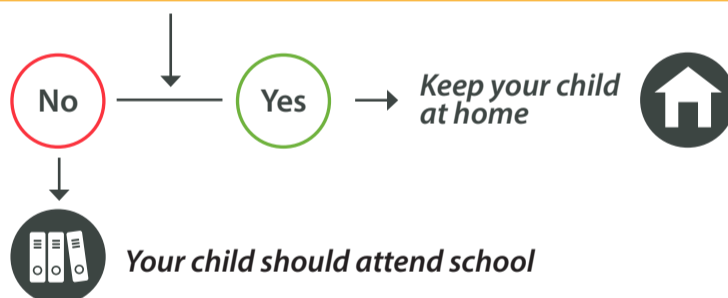 No
Yes
Keep your child
at home
Your child should attend school